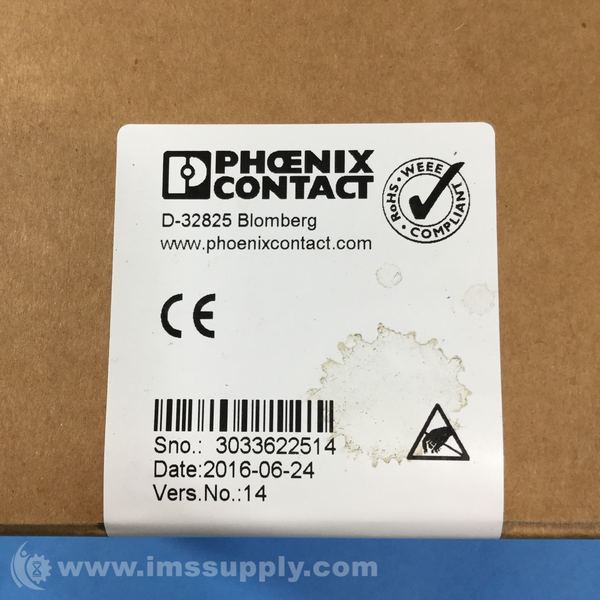 PHŒNIX
CONTACT
RoHS · WEEE
· COMPLIANT
D-32825 Blomberg
www.phoenixcontact.com
CE
Sno.: 3033622514
Date:2016-06-24
Vers.No.:14
www.imssupply.com